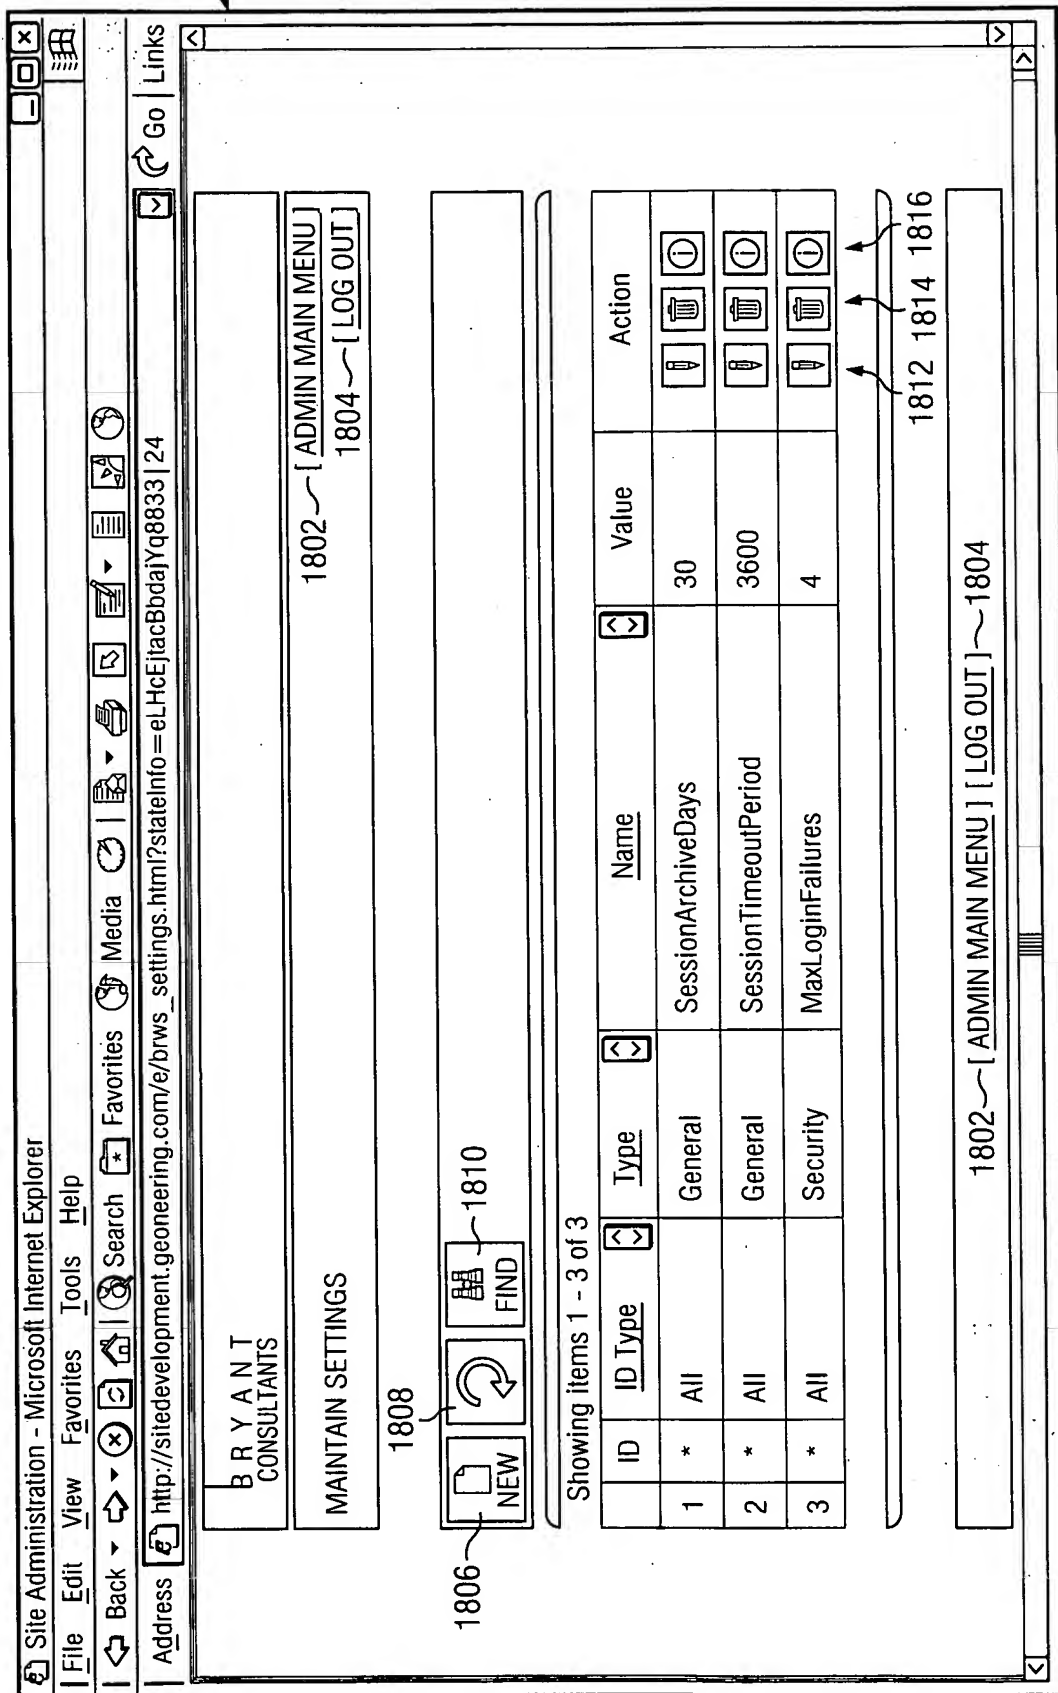 Site Administration - Microsoft Internet Explorer
File Edit View Favorites Tools Help
Back Search Favorites Media
Address http://sitedevelopment.geoneering.com/e/brws_settings.html?stateInfo=eLHcEjtacBbdajYq8833|24 Go Links
BRYANT
CONSULTANTS
1802 [ ADMIN MAIN MENU ]
MAINTAIN SETTINGS
1804 [ LOG OUT ]
1808
1806 NEW FIND 1810
Showing items 1 - 3 of 3
ID ID Type Type Name Value Action
1 * All General SessionArchiveDays 30
2 * All General SessionTimeoutPeriod 3600
3 * All Security MaxLoginFailures 4
1812 1814 1816
1802 [ ADMIN MAIN MENU ] [ LOG OUT ] 1804